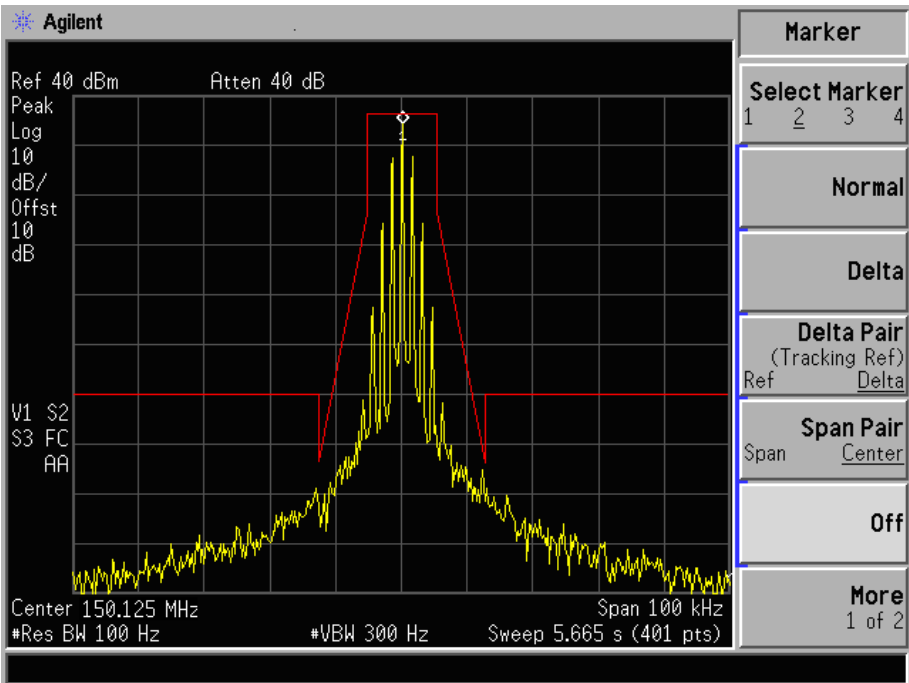 Agilent
Marker
Ref 40 dBm
Atten 40 dB
Peak
Log
10
dB/
Offst
10
dB
V1 S2
S3 FC
AA
1
Center 150.125 MHz
Span 100 kHz
#Res BW 100 Hz
#VBW 300 Hz
Sweep 5.665 s (401 pts)
Select Marker
1 2 3 4
Normal
Delta
Delta Pair
(Tracking Ref)
Ref Delta
Span Pair
Span Center
Off
More
1 of 2